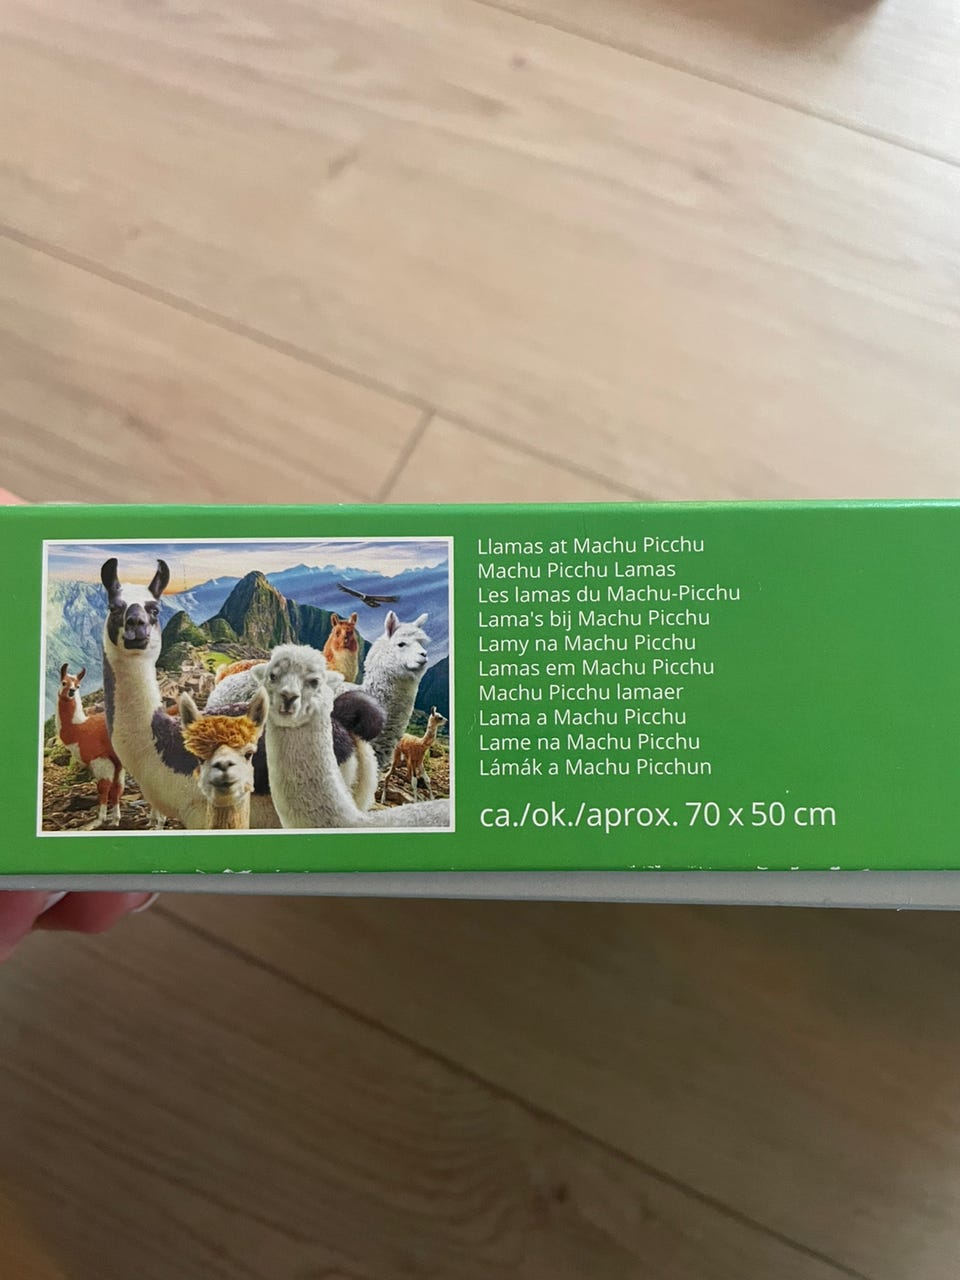 Llamas at Machu Picchu
Machu Picchu Lamas
Les lamas du Machu-Picchu
Lama's bij Machu Picchu
Lamy na Machu Picchu
Lamas em Machu Picchu
Machu Picchu lamaer
Lama a Machu Picchu
Lame na Machu Picchu
Lámák a Machu Picchun
ca./ok./aprox. 70 x 50 cm